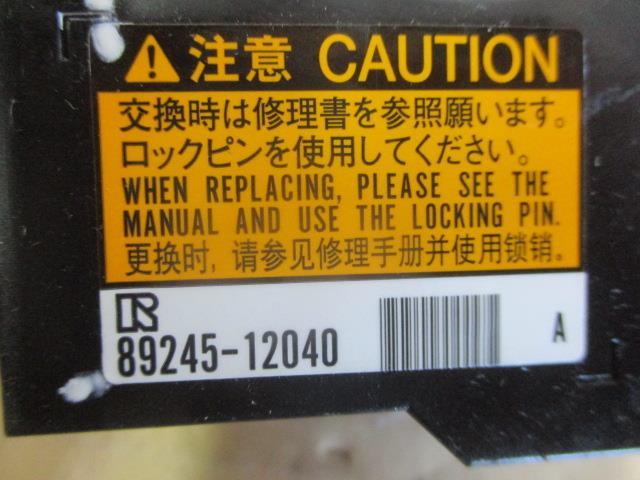 注意 CAUTION
交換時は修理書を参照願います。
ロックピンを使用してください。
WHEN REPLACING, PLEASE SEE THE
MANUAL AND USE THE LOCKING PIN.
更换时, 请参见修理手册并使用锁销。
89245-12040
A